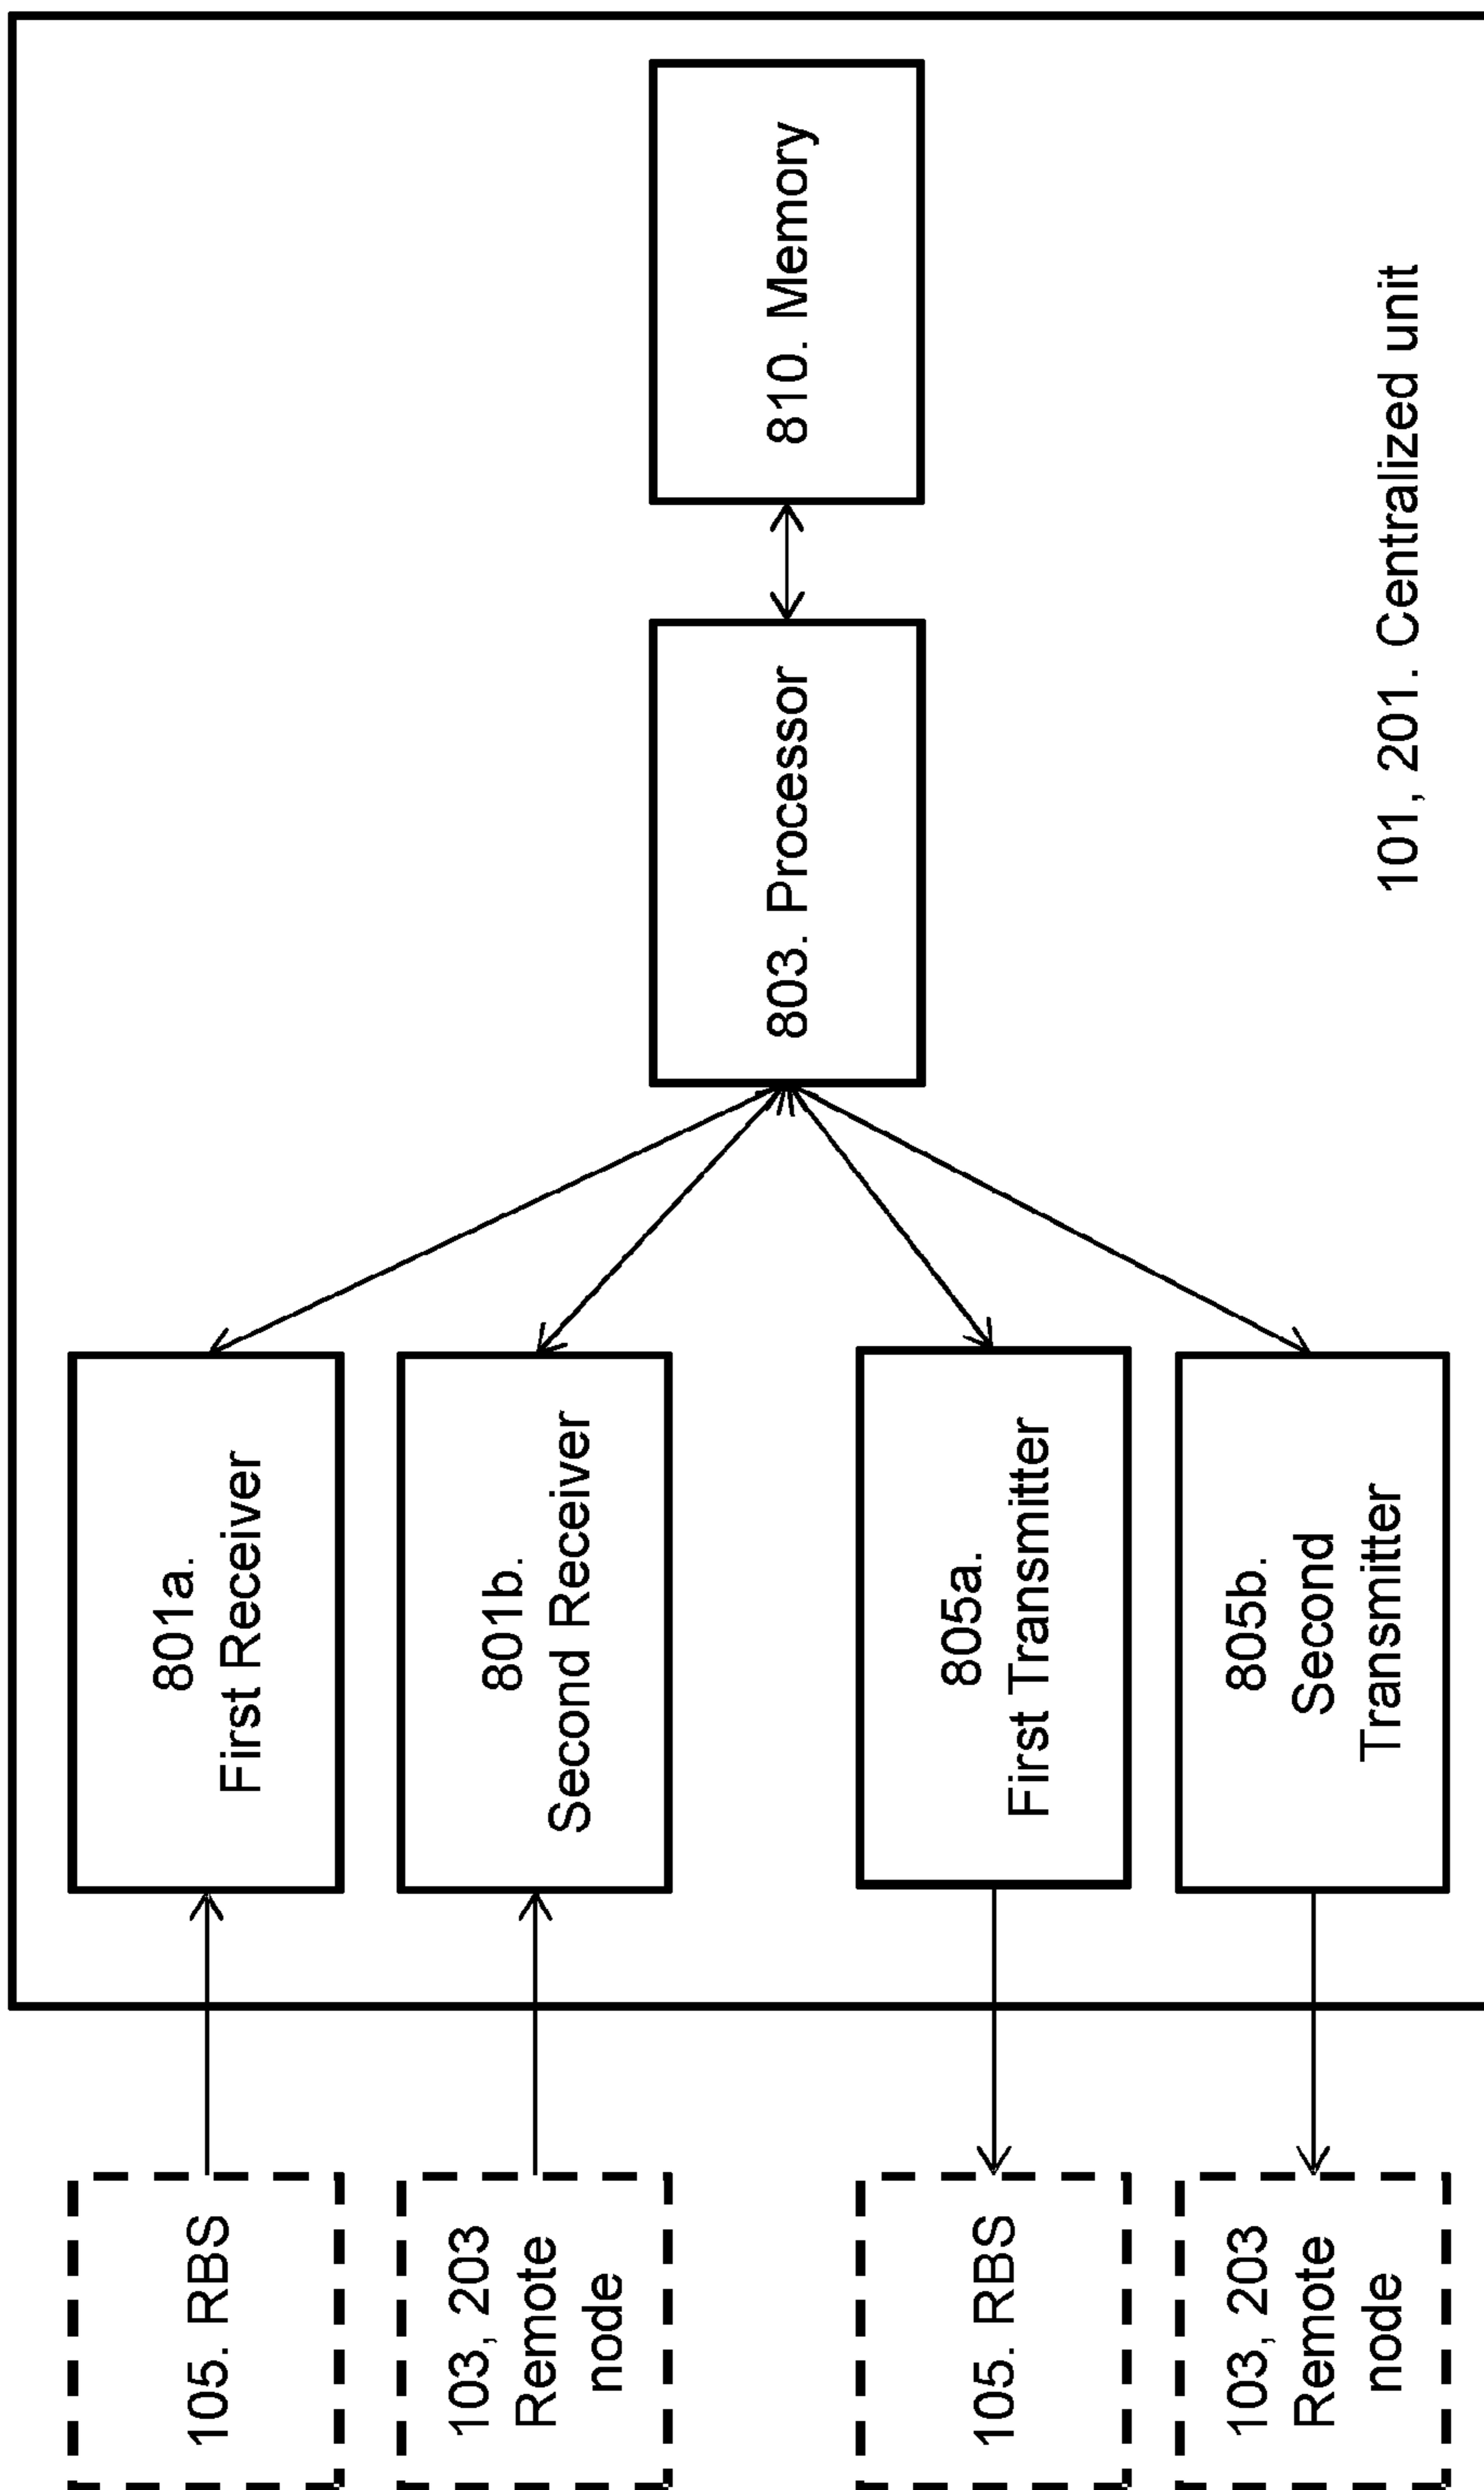 105. RBS
801a.
First Receiver
103, 203
Remote
node
801b.
Second Receiver
803. Processor
810. Memory
105. RBS
805a.
First Transmitter
103, 203
Remote
node
805b.
Second
Transmitter
101, 201. Centralized unit